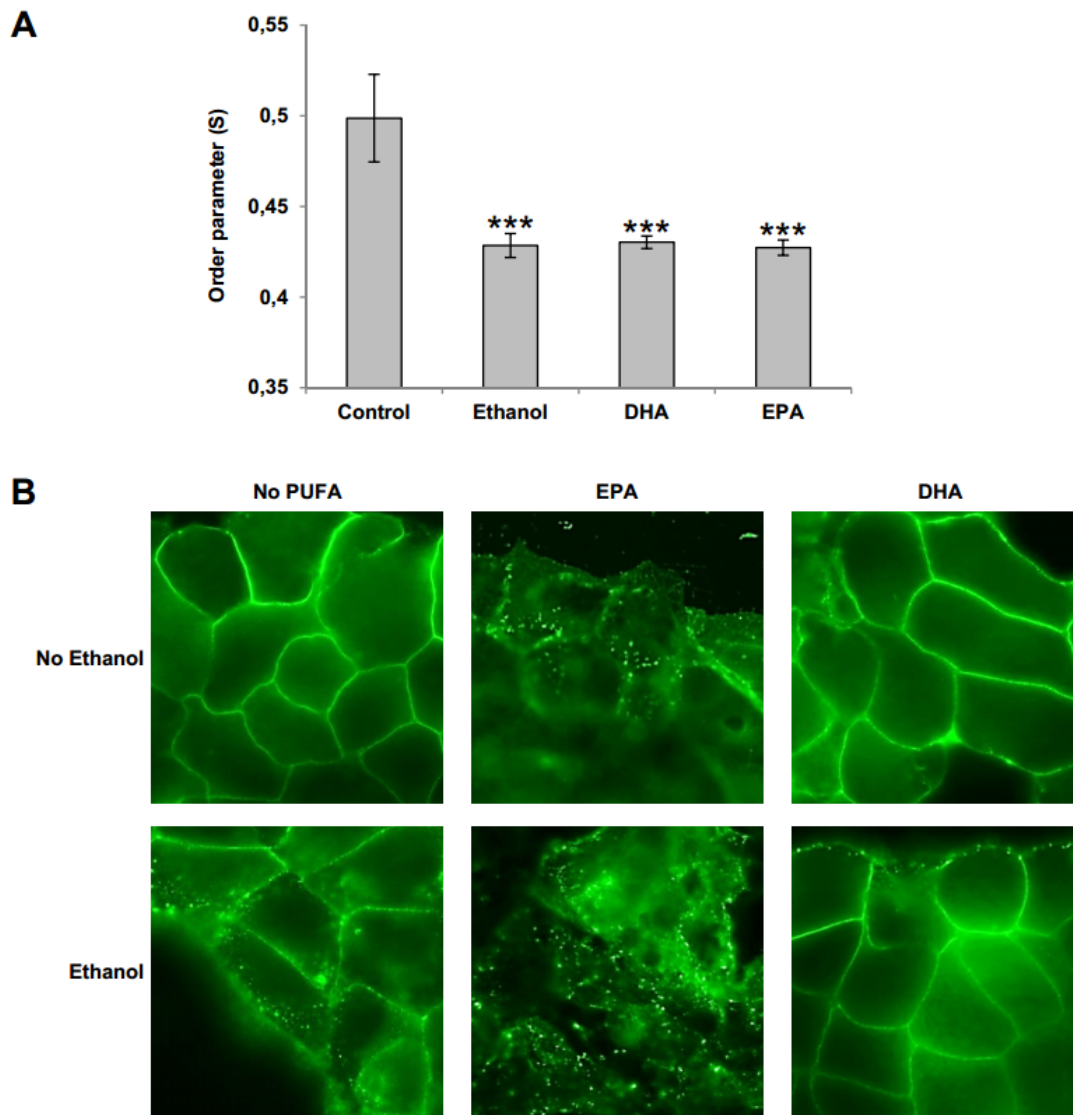 A
0,55
0,5
0,45
0,4
0,35
Order parameter (S)
***
***
***
Control Ethanol DHA EPA
B
No PUFA EPA DHA
No Ethanol
Ethanol